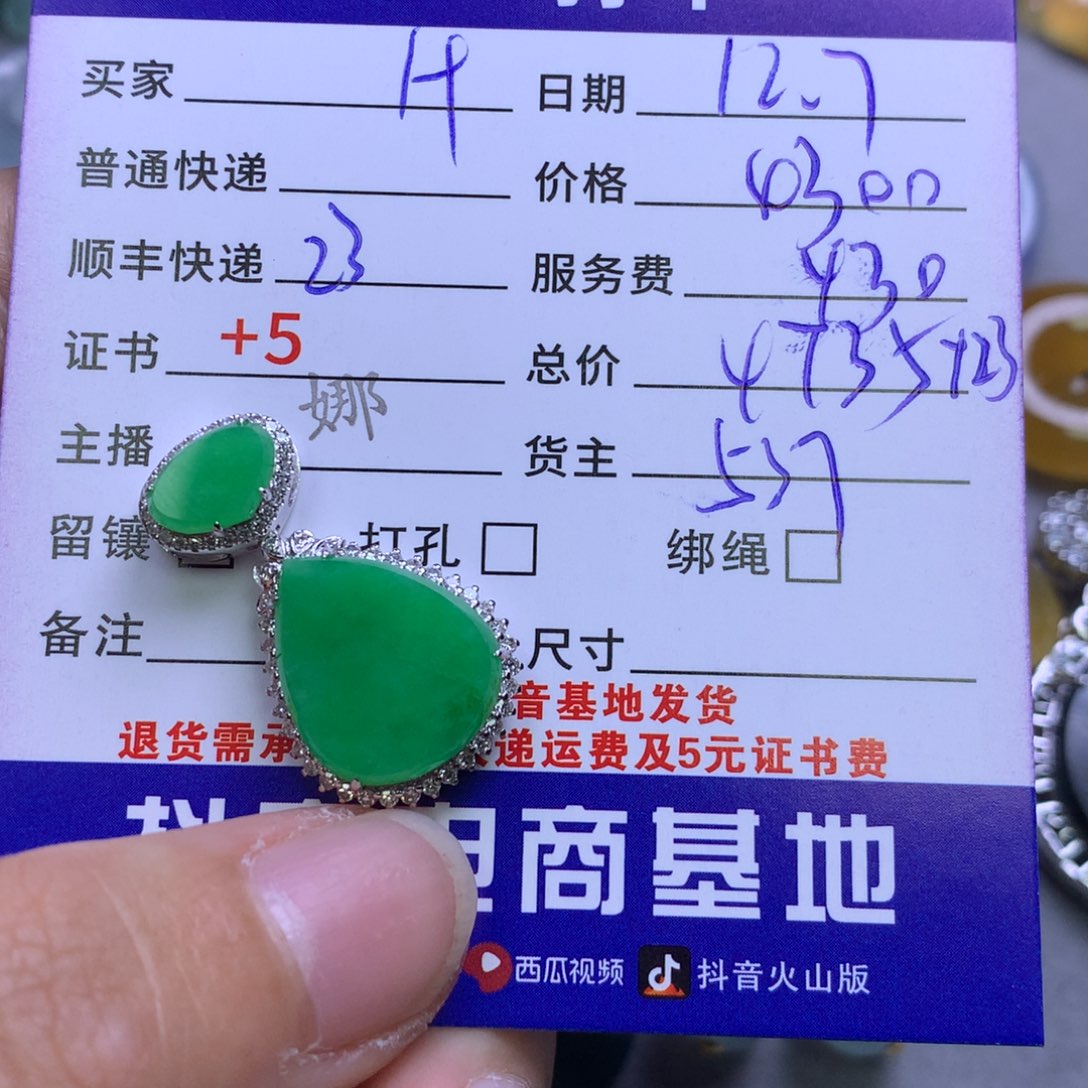 买家 日期 12.7
普通快递 价格 4300
顺丰快递 23 服务费 430
证书 +5 总价 4735+23
娜
主播 货主 537
留镶 打孔 绑绳
备注 尺寸
音基地发货
退货需承 递运费及5元证书费
电商基地
西瓜视频 抖音火山版